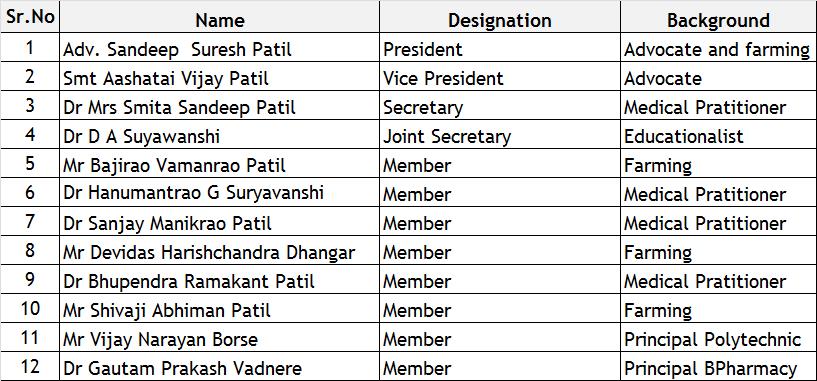 Sr.No Name Designation Background
1 Adv. Sandeep Suresh Patil President Advocate and farming
2 Smt Aashatai Vijay Patil Vice President Advocate
3 Dr Mrs Smita Sandeep Patil Secretary Medical Pratitioner
4 Dr D A Suyawanshi Joint Secretary Educationalist
5 Mr Bajirao Vamanrao Patil Member Farming
6 Dr Hanumantrao G Suryavanshi Member Medical Pratitioner
7 Dr Sanjay Manikrao Patil Member Medical Pratitioner
8 Mr Devidas Harishchandra Dhangar Member Farming
9 Dr Bhupendra Ramakant Patil Member Medical Pratitioner
10 Mr Shivaji Abhiman Patil Member Farming
11 Mr Vijay Narayan Borse Member Principal Polytechnic
12 Dr Gautam Prakash Vadnere Member Principal BPharmacy